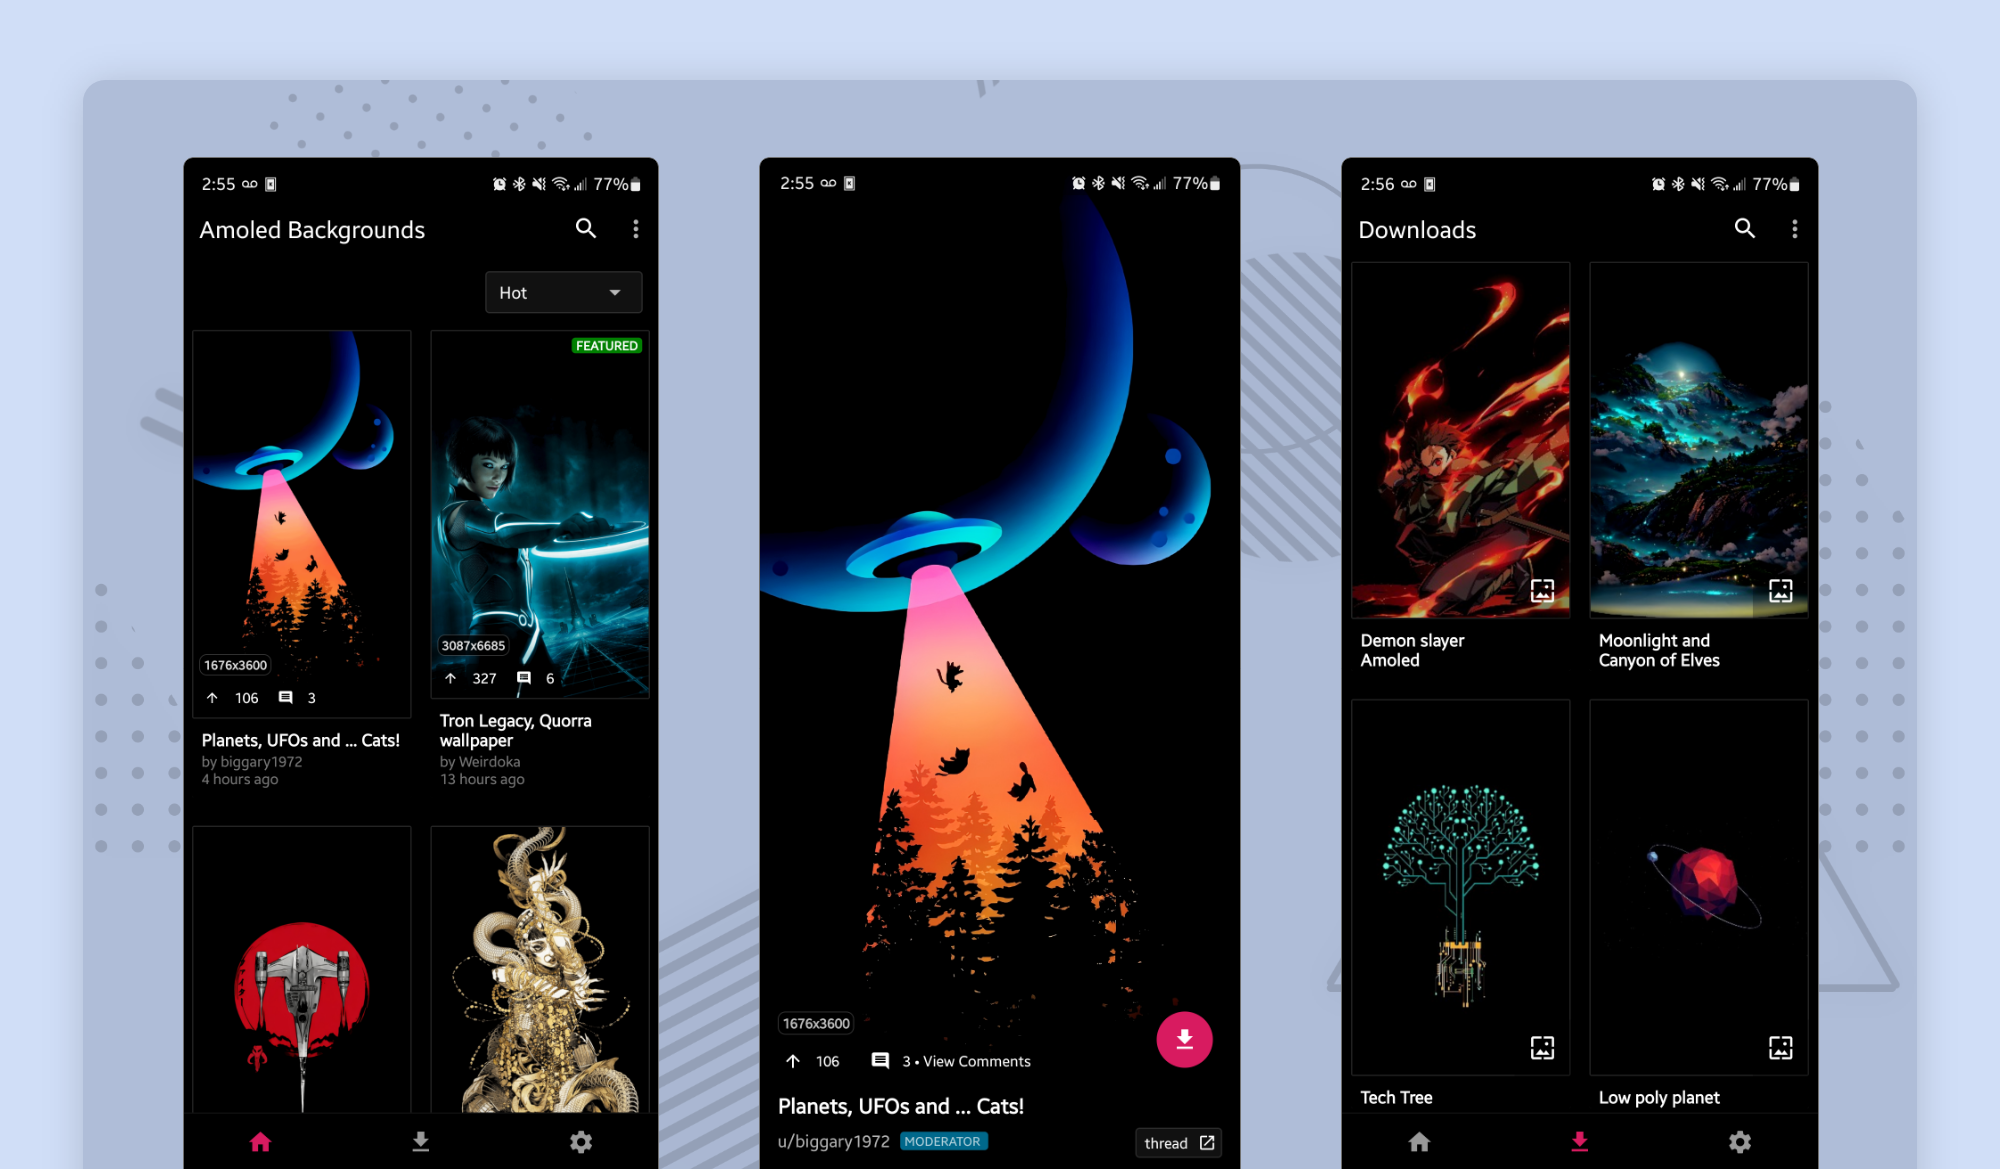 2:55
77%
Amoled Backgrounds
Hot
FEATURED
1676x3600
106
3
Planets, UFOs and ... Cats!
by biggary1972
4 hours ago
3087x6685
327
6
Tron Legacy, Quorra
wallpaper
by Weirdoka
13 hours ago
2:55
77%
1676x3600
106
3 • View Comments
Planets, UFOs and ... Cats!
u/biggary1972
MODERATOR
thread
2:56
77%
Downloads
Demon slayer
Amoled
Moonlight and
Canyon of Elves
Tech Tree
Low poly planet